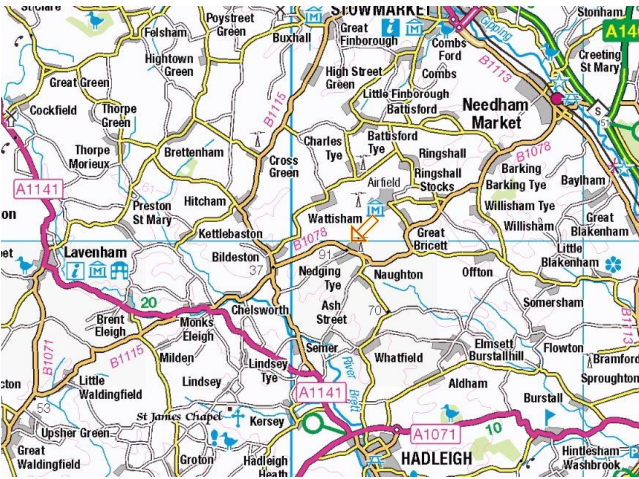 St Clare
Poystreet
Green
STOWMARKET
Stonham
Felsham
Buxhall
Great
Finborough
Gipping
A14
Hightown
Green
Combs
Ford
Creeting
St Mary
Great Green
High Street
Green
Combs
B1113
B1115
Little Finborough
Battisford
Needham
Market
Cockfield
Thorpe
Green
Charles
Tye
Battisford
Tye
S
51
Thorpe
Morieux
Brettenham
Cross
Green
Ringshall
B1078
Ringshall
Stocks
Barking
Barking Tye
Baylham
A1141
Airfield
Hitcham
Preston
St Mary
Wattisham
Willisham Tye
Willisham
Great
Blakenham
on
Kettlebaston
B1078
Great
Bricett
Lavenham
Bildeston
37
91
Little
Blakenham
Nedging
Tye
Naughton
Offton
20
Somersham
Brent
Eleigh
Monks
Eleigh
Chelsworth
Ash
Street
70
B1113
B1071
B1115
Milden
Semer
River Brett
Whatfield
Elmsett
Burstallhill
Flowton
Bramford
Lindsey
Lindsey
Tye
Sproughton
cton
Little
Waldingfield
Aldham
A1141
Burstall
53
St James Chapel
Kersey
Upsher Green
A1071
10
Great
Waldingfield
Groton
Hadleigh
Heath
HADLEIGH
Hintlesham
Washbrook
P